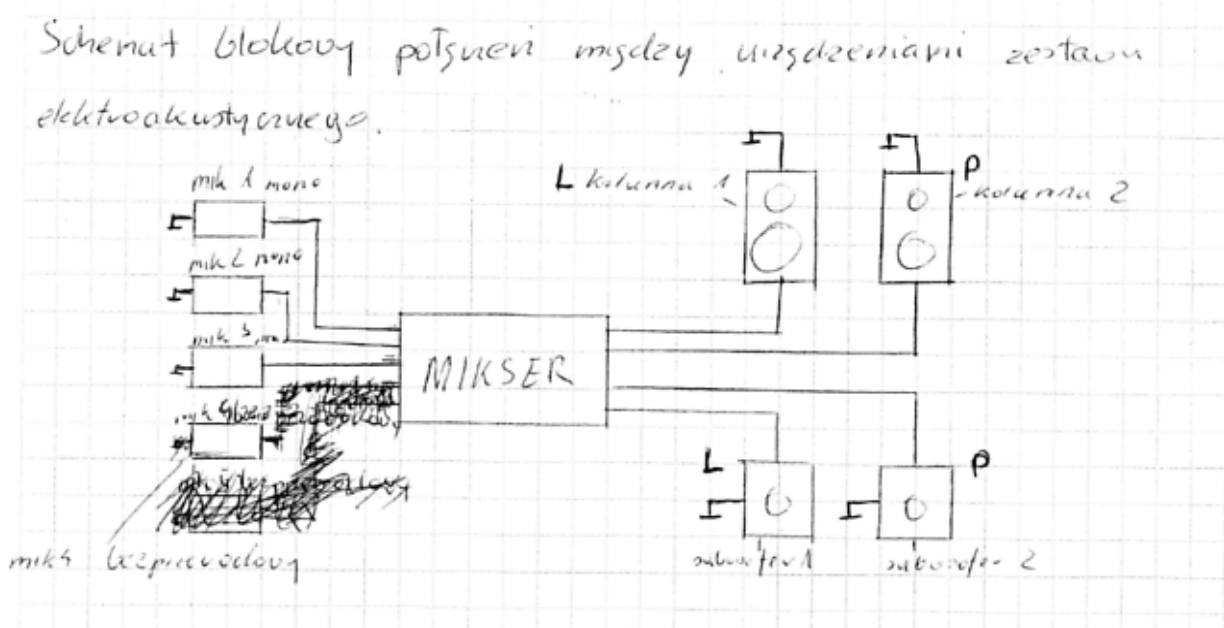 Schemat blokowy połączeń między urządzeniami zestawu
elektroakustycznego.
mik 1 mono
L kolumna 1
P
kolumna 2
mik 2 mono
mik 3
MIKSER
L
P
mik 4 bezprzewodowy
subwoofer 1
subwoofer 2